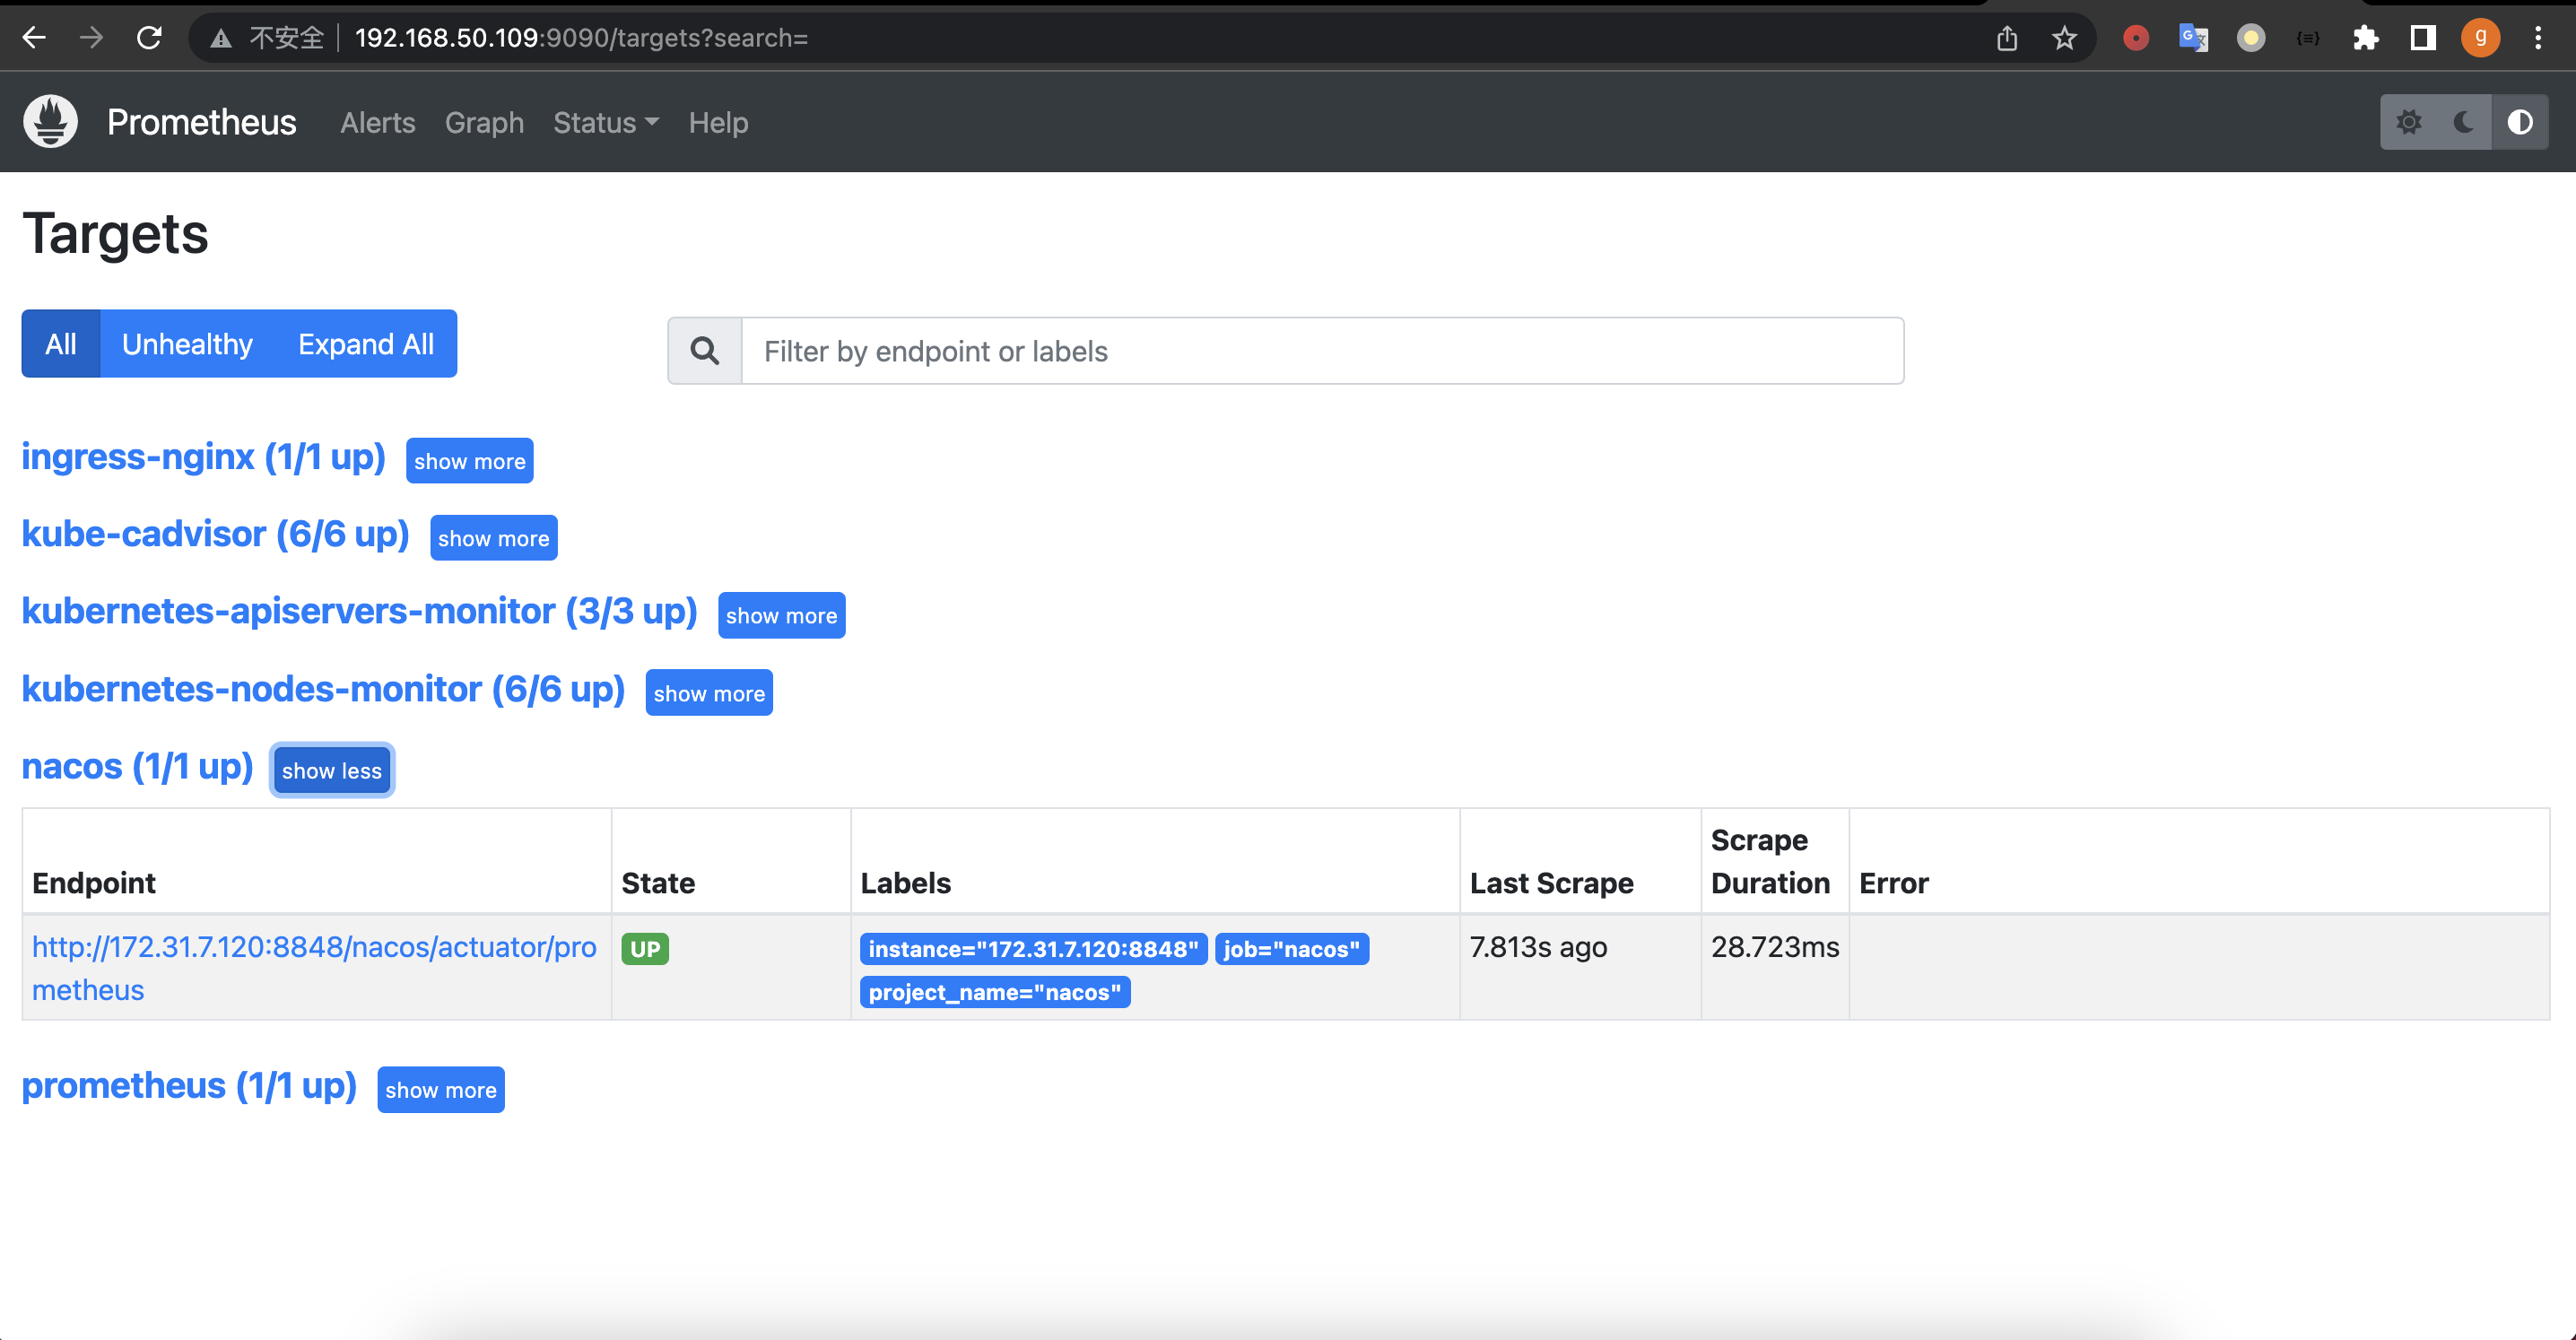 不安全 192.168.50.109:9090/targets?search=
g
Prometheus Alerts Graph Status Help
Targets
All Unhealthy Expand All Filter by endpoint or labels
ingress-nginx (1/1 up) show more
kube-cadvisor (6/6 up) show more
kubernetes-apiservers-monitor (3/3 up) show more
kubernetes-nodes-monitor (6/6 up) show more
nacos (1/1 up) show less
Endpoint State Labels Last Scrape Scrape Duration Error
http://172.31.7.120:8848/nacos/actuator/pro UP instance="172.31.7.120:8848" job="nacos" 7.813s ago 28.723ms
metheus project_name="nacos"
prometheus (1/1 up) show more